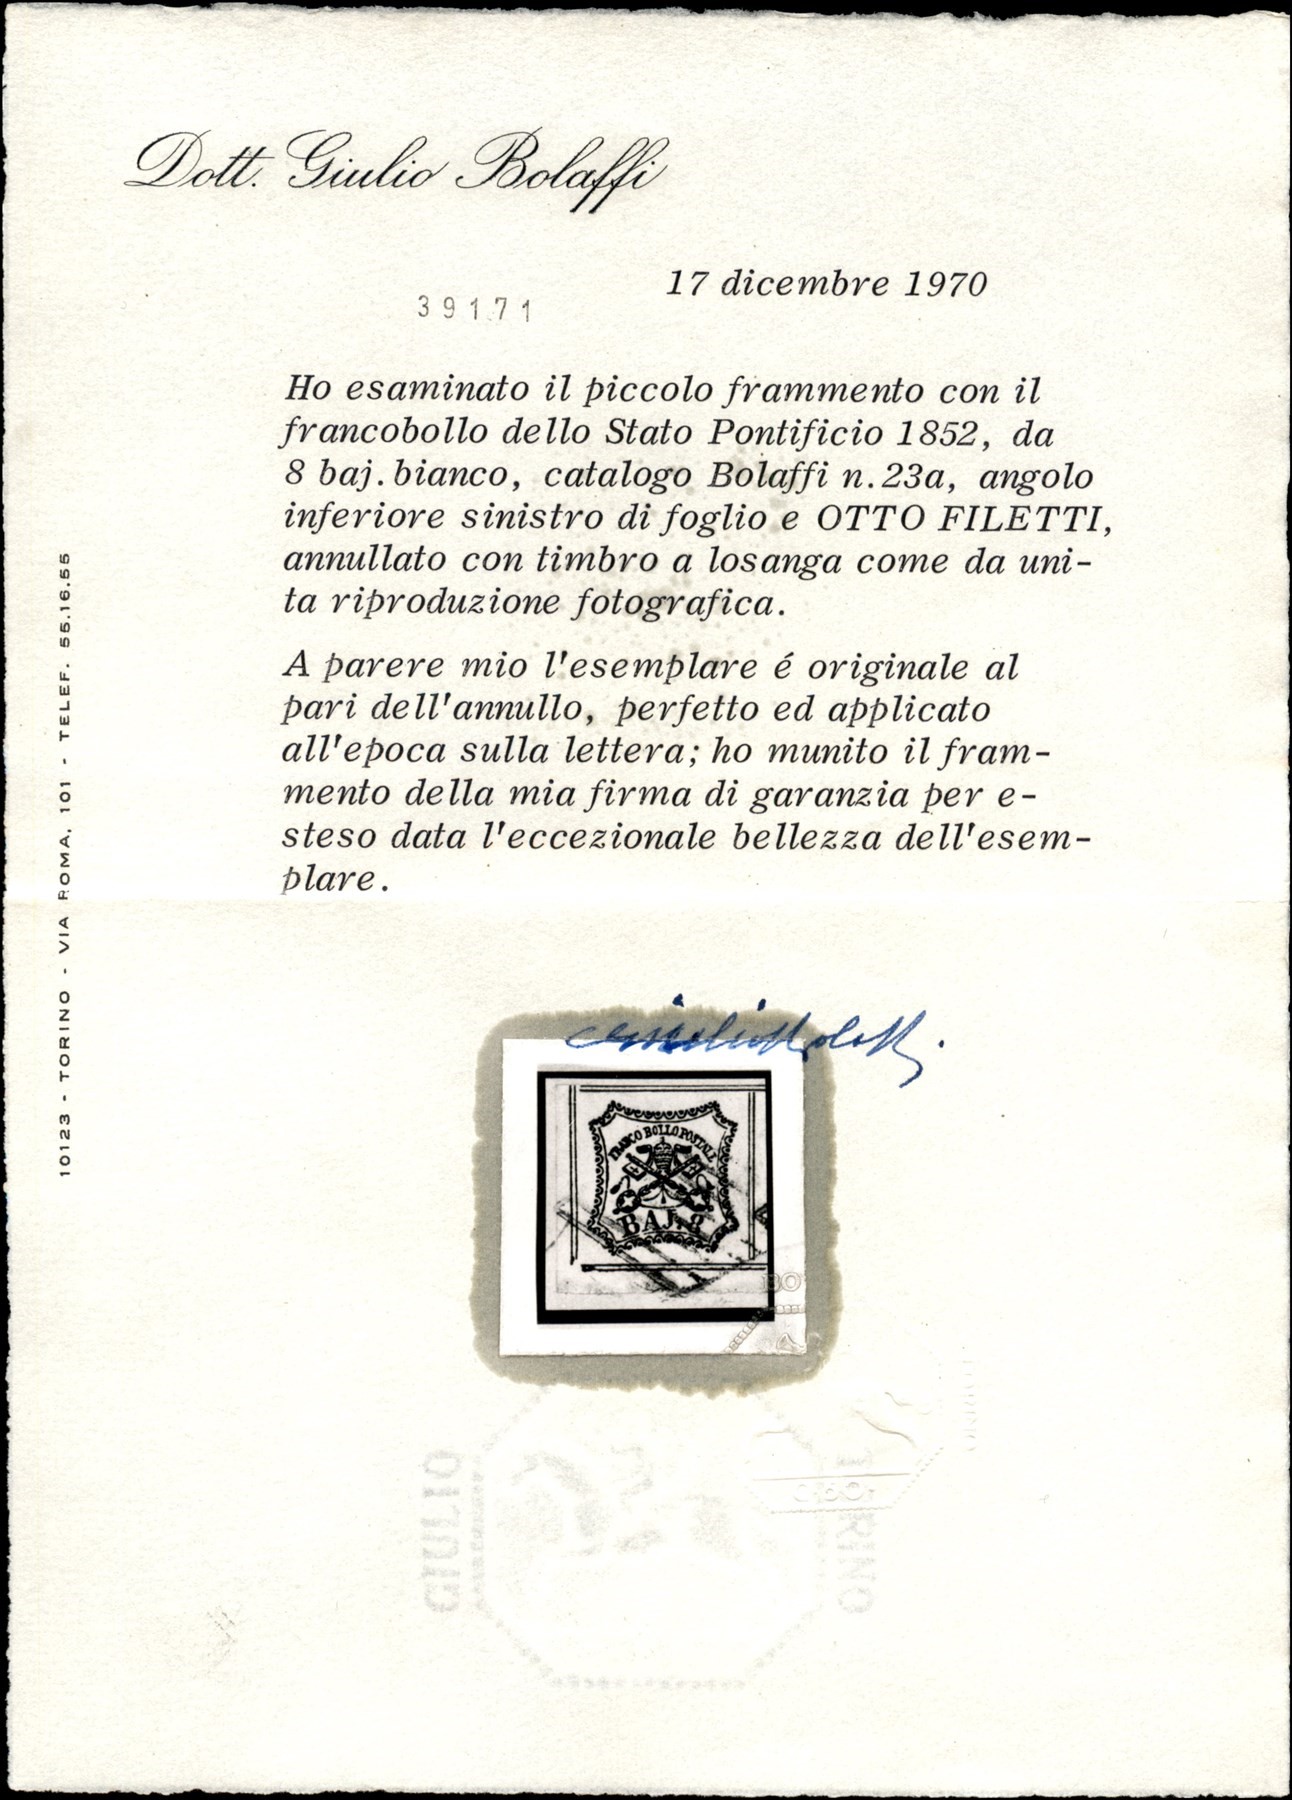 Dott. Giulio Bolaffi
17 dicembre 1970
39171
Ho esaminato il piccolo frammento con il
francobollo dello Stato Pontificio 1852, da
8 baj. bianco, catalogo Bolaffi n. 23a, angolo
inferiore sinistro di foglio e OTTO FILETTI,
annullato con timbro a losanga come da uni-
ta riproduzione fotografica.
A parere mio l'esemplare é originale al
pari dell'annullo, perfetto ed applicato
all'epoca sulla lettera; ho munito il fram-
mento della mia firma di garanzia per e-
steso data l'eccezionale bellezza dell'esem-
plare.
10123 - TORINO - VIA ROMA, 101 - TELEF. 55.16.55
Giulio Bolaffi.
FRANCO BOLLO POSTALE
BAJ. 8
GIULIO
TORINO